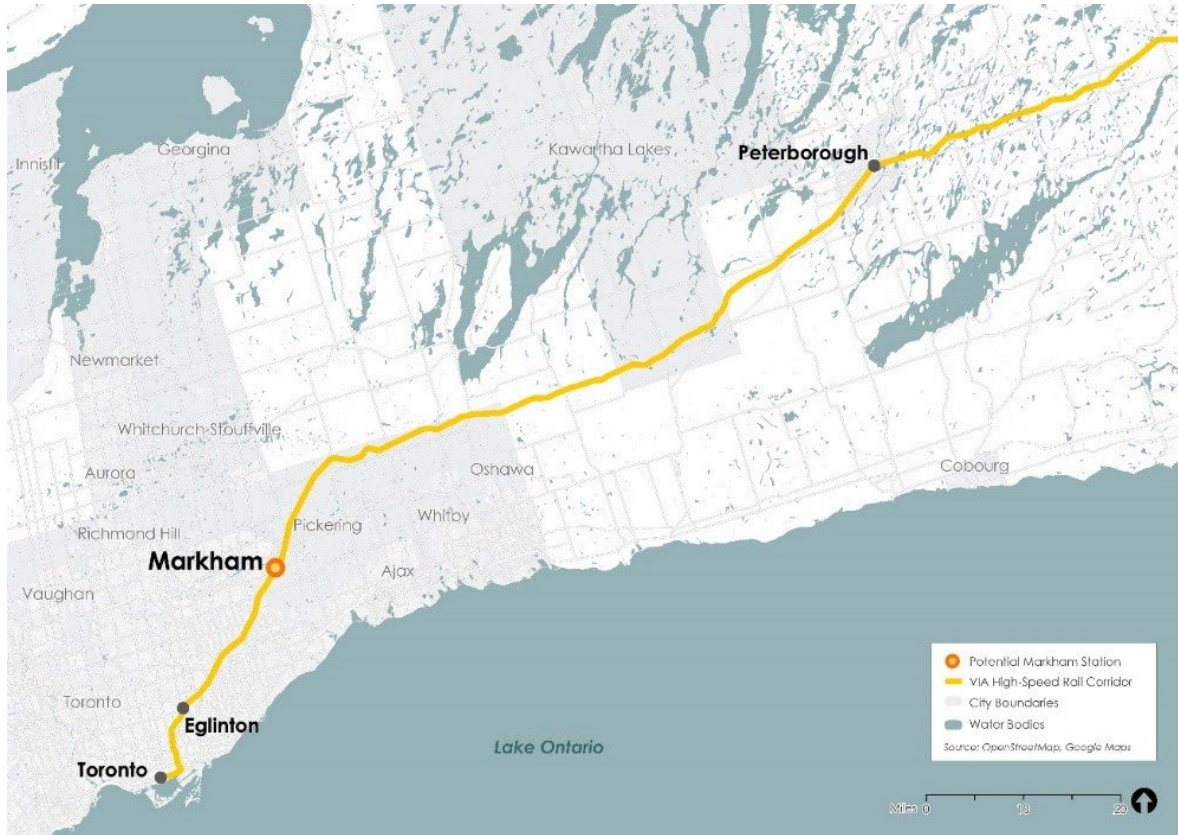 Georgina
Innisfil
Kawartha Lakes
Peterborough
Newmarket
Whitchurch-Stouffville
Aurora
Oshawa
Cobourg
Richmond Hill
Pickering
Whitby
Markham
Ajax
Vaughan
Toronto
Eglinton
Toronto
Lake Ontario
Potential Markham Station
VIA High-Speed Rail Corridor
City Boundaries
Water Bodies
Source: OpenStreetMap, Google Maps
Miles 0 10 20